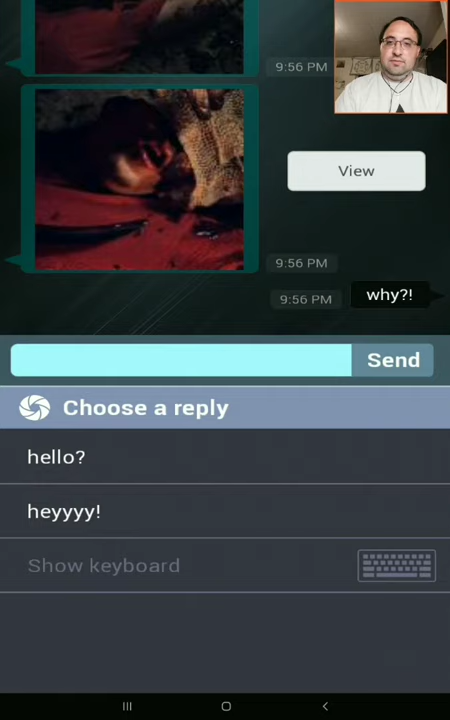 9:56 PM
View
9:56 PM
9:56 PM
why?!
Send
Choose a reply
hello?
heyyyy!
Show keyboard